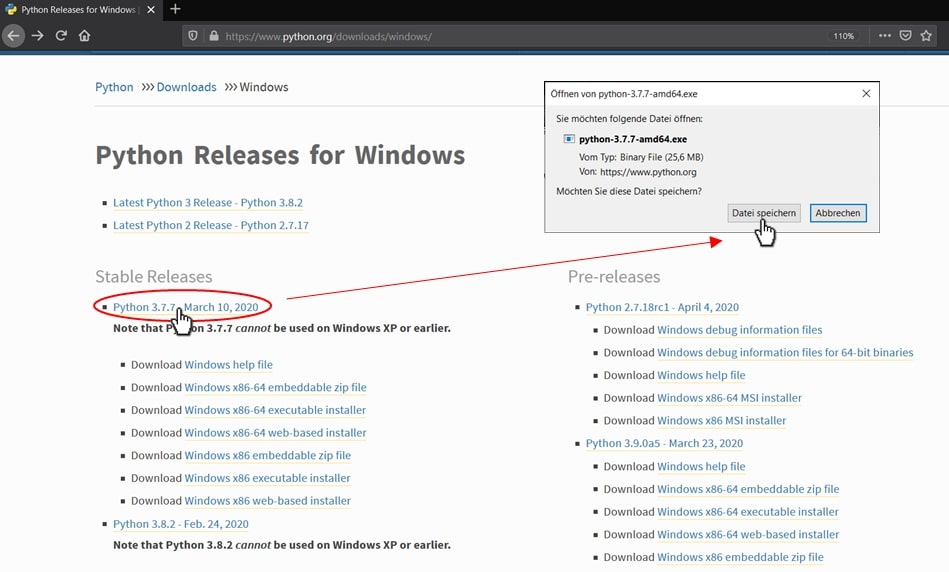 Python Releases for Windows
https://www.python.org/downloads/windows/
110%
Python >>> Downloads >>> Windows
Python Releases for Windows
Latest Python 3 Release - Python 3.8.2
Latest Python 2 Release - Python 2.7.17
Öffnen von python-3.7.7-amd64.exe
Sie möchten folgende Datei öffnen:
python-3.7.7-amd64.exe
Vom Typ: Binary File (25,6 MB)
Von: https://www.python.org
Möchten Sie diese Datei speichern?
Datei speichern
Abbrechen
Stable Releases
Python 3.7.7 - March 10, 2020
Note that Python 3.7.7 cannot be used on Windows XP or earlier.
Download Windows help file
Download Windows x86-64 embeddable zip file
Download Windows x86-64 executable installer
Download Windows x86-64 web-based installer
Download Windows x86 embeddable zip file
Download Windows x86 executable installer
Download Windows x86 web-based installer
Python 3.8.2 - Feb. 24, 2020
Note that Python 3.8.2 cannot be used on Windows XP or earlier.
Pre-releases
Python 2.7.18rc1 - April 4, 2020
Download Windows debug information files
Download Windows debug information files for 64-bit binaries
Download Windows help file
Download Windows x86-64 MSI installer
Download Windows x86 MSI installer
Python 3.9.0a5 - March 23, 2020
Download Windows help file
Download Windows x86-64 embeddable zip file
Download Windows x86-64 executable installer
Download Windows x86-64 web-based installer
Download Windows x86 embeddable zip file